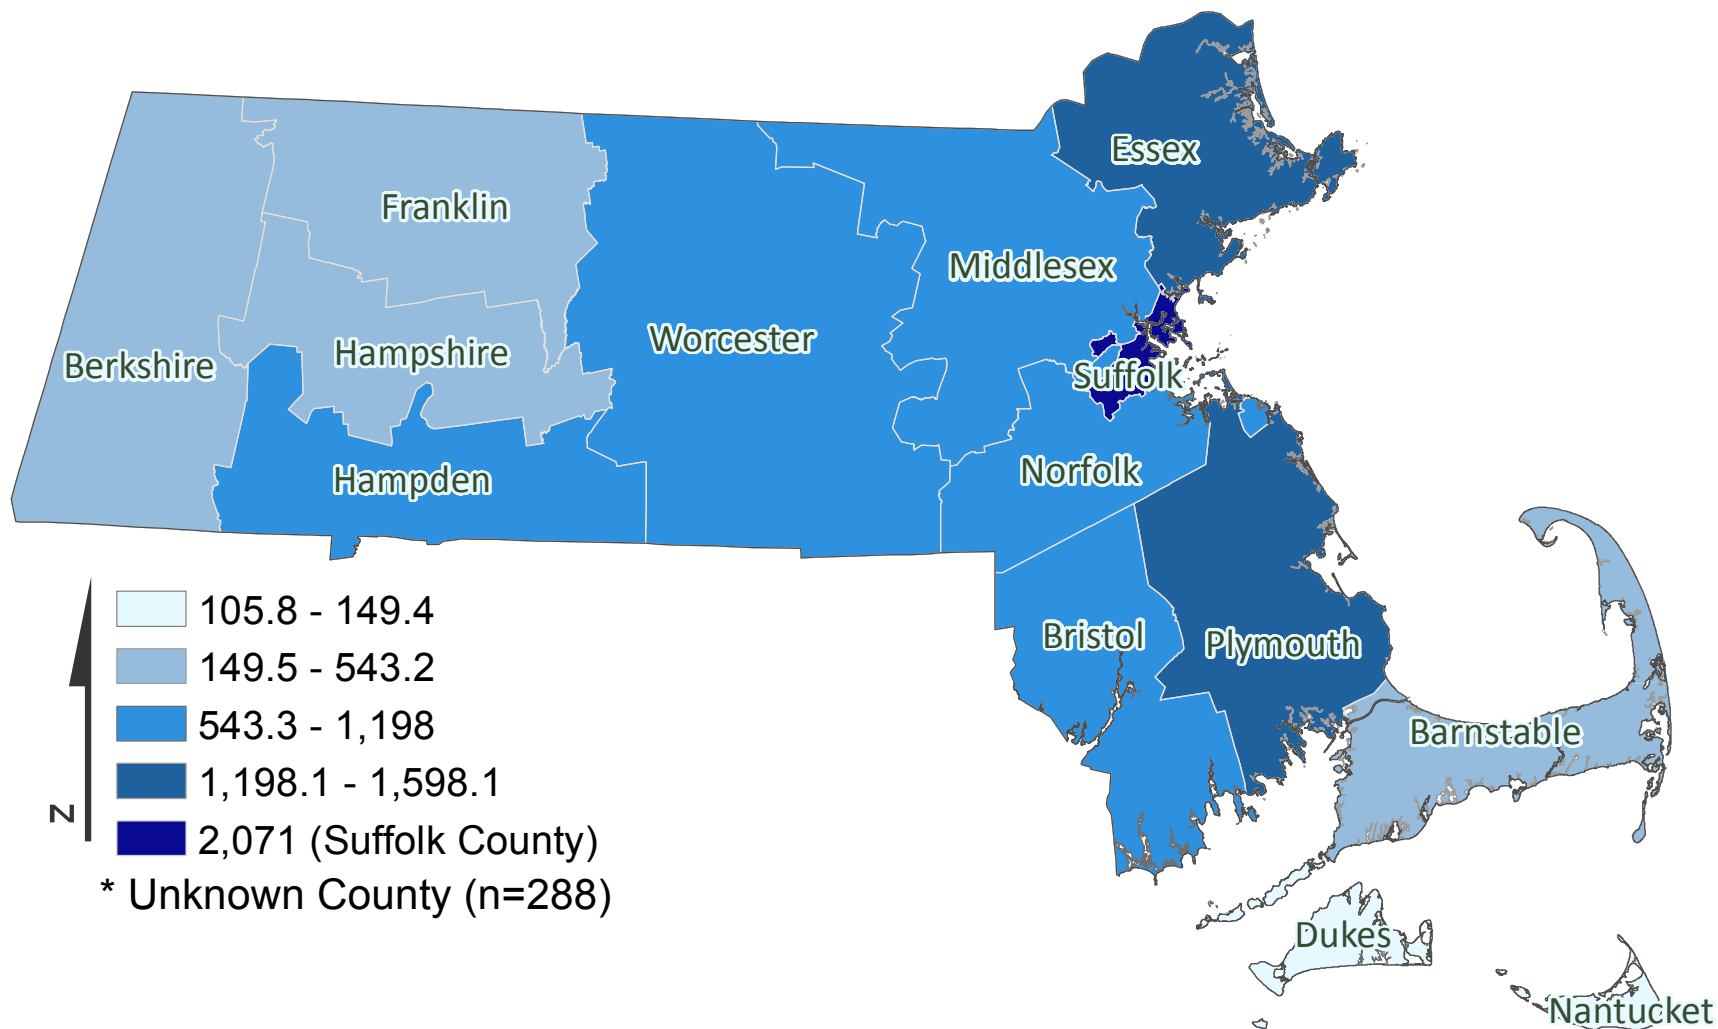 Essex
Franklin
Middlesex
Worcester
Hampshire
Berkshire
Suffolk
Norfolk
Hampden
105.8 - 149.4
Bristol
Plymouth
149.5 - 543.2
543.3 - 1,198
Barnstable
1,198.1 - 1,598.1
N
2,071 (Suffolk County)
* Unknown County (n=288)
Dukes
Nantucket